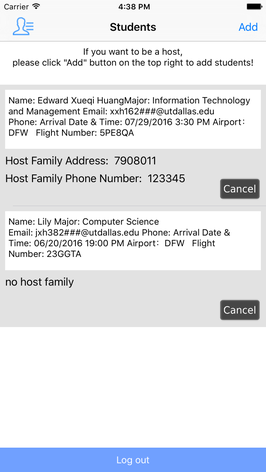 Carrier 4:38 PM
Students Add
If you want to be a host,
please click "Add" button on the top right to add students!
Name: Edward Xueqi HuangMajor: Information Technology
and Management Email: xxh162###@utdallas.edu
Phone: Arrival Date & Time: 07/29/2016 3:30 PM Airport:
DFW Flight Number: 5PE8QA
Host Family Address: 7908011
Host Family Phone Number: 123345
Cancel
Name: Lily Major: Computer Science
Email: jxh382###@utdallas.edu Phone: Arrival Date &
Time: 06/20/2016 19:00 PM Airport: DFW Flight
Number: 23GGTA
no host family
Cancel
Log out